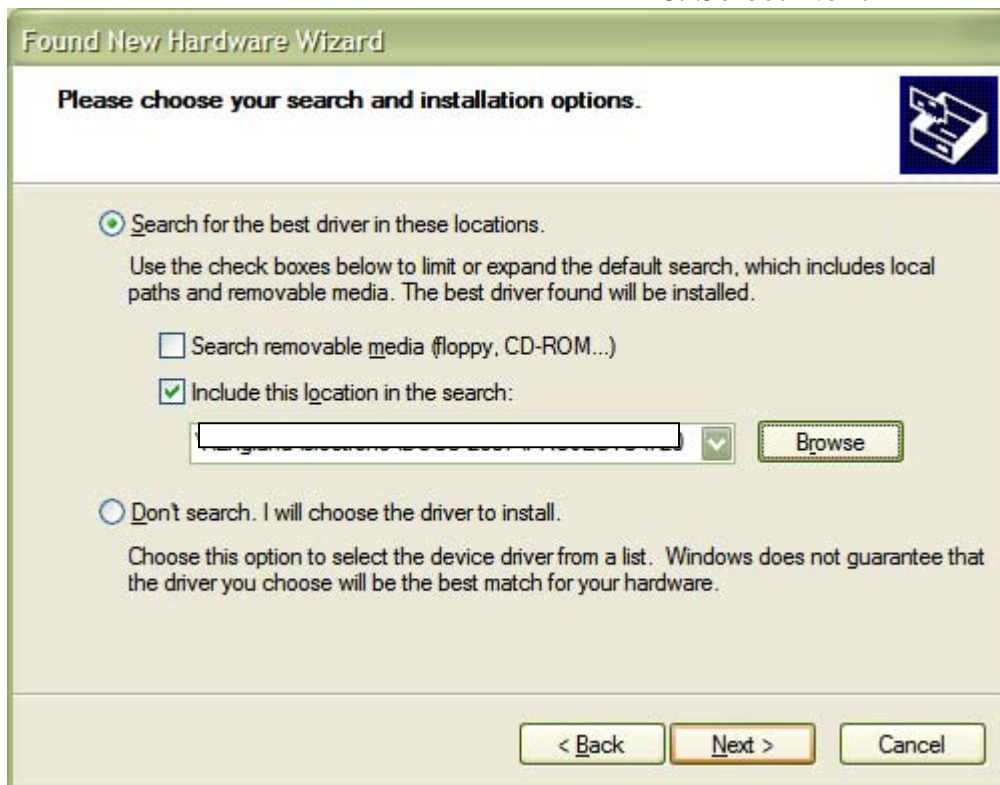 Found New Hardware Wizard
Please choose your search and installation options.
Search for the best driver in these locations.
Use the check boxes below to limit or expand the default search, which includes local
paths and removable media. The best driver found will be installed.
Search removable media (floppy, CD-ROM...)
Include this location in the search:
Browse
Don't search. I will choose the driver to install.
Choose this option to select the device driver from a list. Windows does not guarantee that
the driver you choose will be the best match for your hardware.
< Back
Next >
Cancel